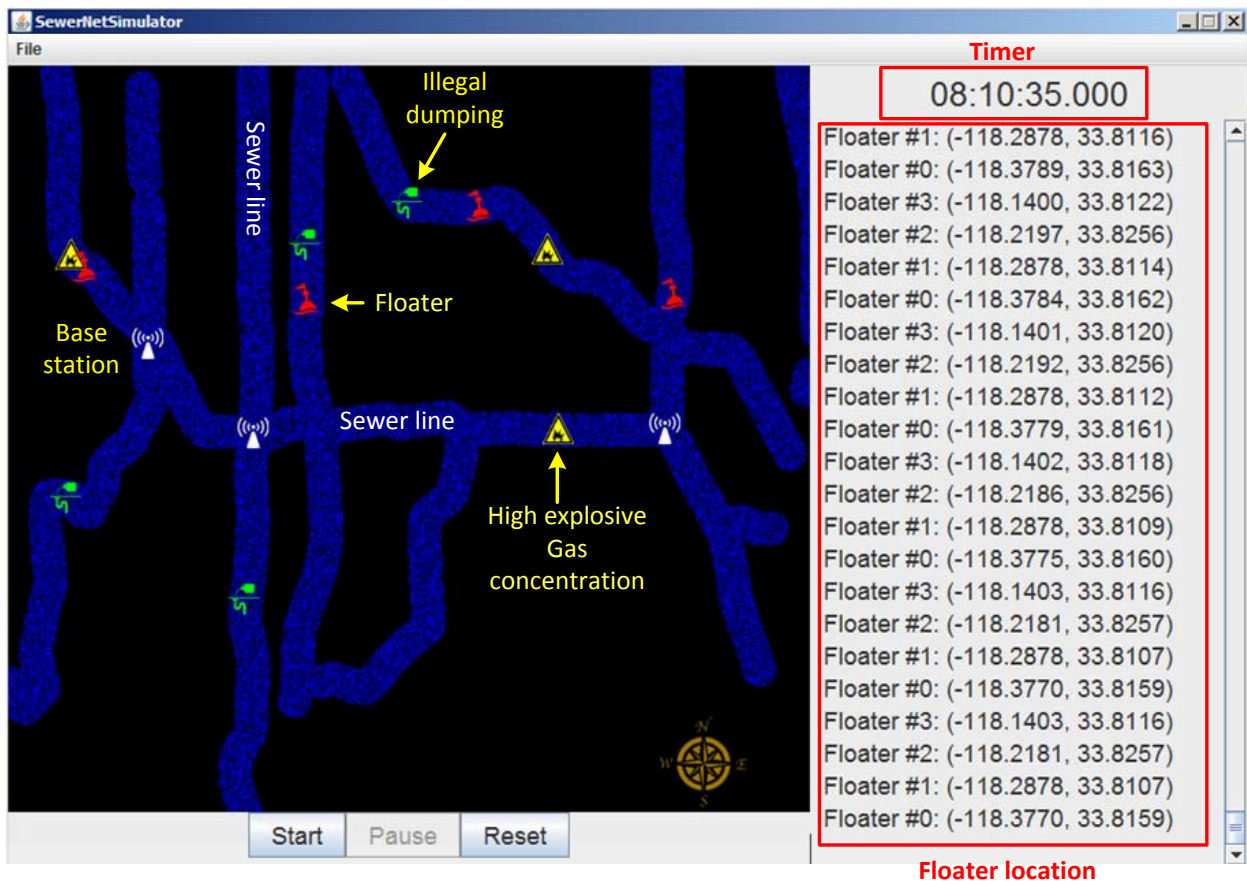 SewerNetSimulator
File
Timer
08:10:35.000
Illegal
dumping
Sewer line
Floater
Base
station
Sewer line
High explosive
Gas
concentration
N
W
E
S
Floater #1: (-118.2878, 33.8116)
Floater #0: (-118.3789, 33.8163)
Floater #3: (-118.1400, 33.8122)
Floater #2: (-118.2197, 33.8256)
Floater #1: (-118.2878, 33.8114)
Floater #0: (-118.3784, 33.8162)
Floater #3: (-118.1401, 33.8120)
Floater #2: (-118.2192, 33.8256)
Floater #1: (-118.2878, 33.8112)
Floater #0: (-118.3779, 33.8161)
Floater #3: (-118.1402, 33.8118)
Floater #2: (-118.2186, 33.8256)
Floater #1: (-118.2878, 33.8109)
Floater #0: (-118.3775, 33.8160)
Floater #3: (-118.1403, 33.8116)
Floater #2: (-118.2181, 33.8257)
Floater #1: (-118.2878, 33.8107)
Floater #0: (-118.3770, 33.8159)
Floater #3: (-118.1403, 33.8116)
Floater #2: (-118.2181, 33.8257)
Floater #1: (-118.2878, 33.8107)
Floater #0: (-118.3770, 33.8159)
Start
Pause
Reset
Floater location